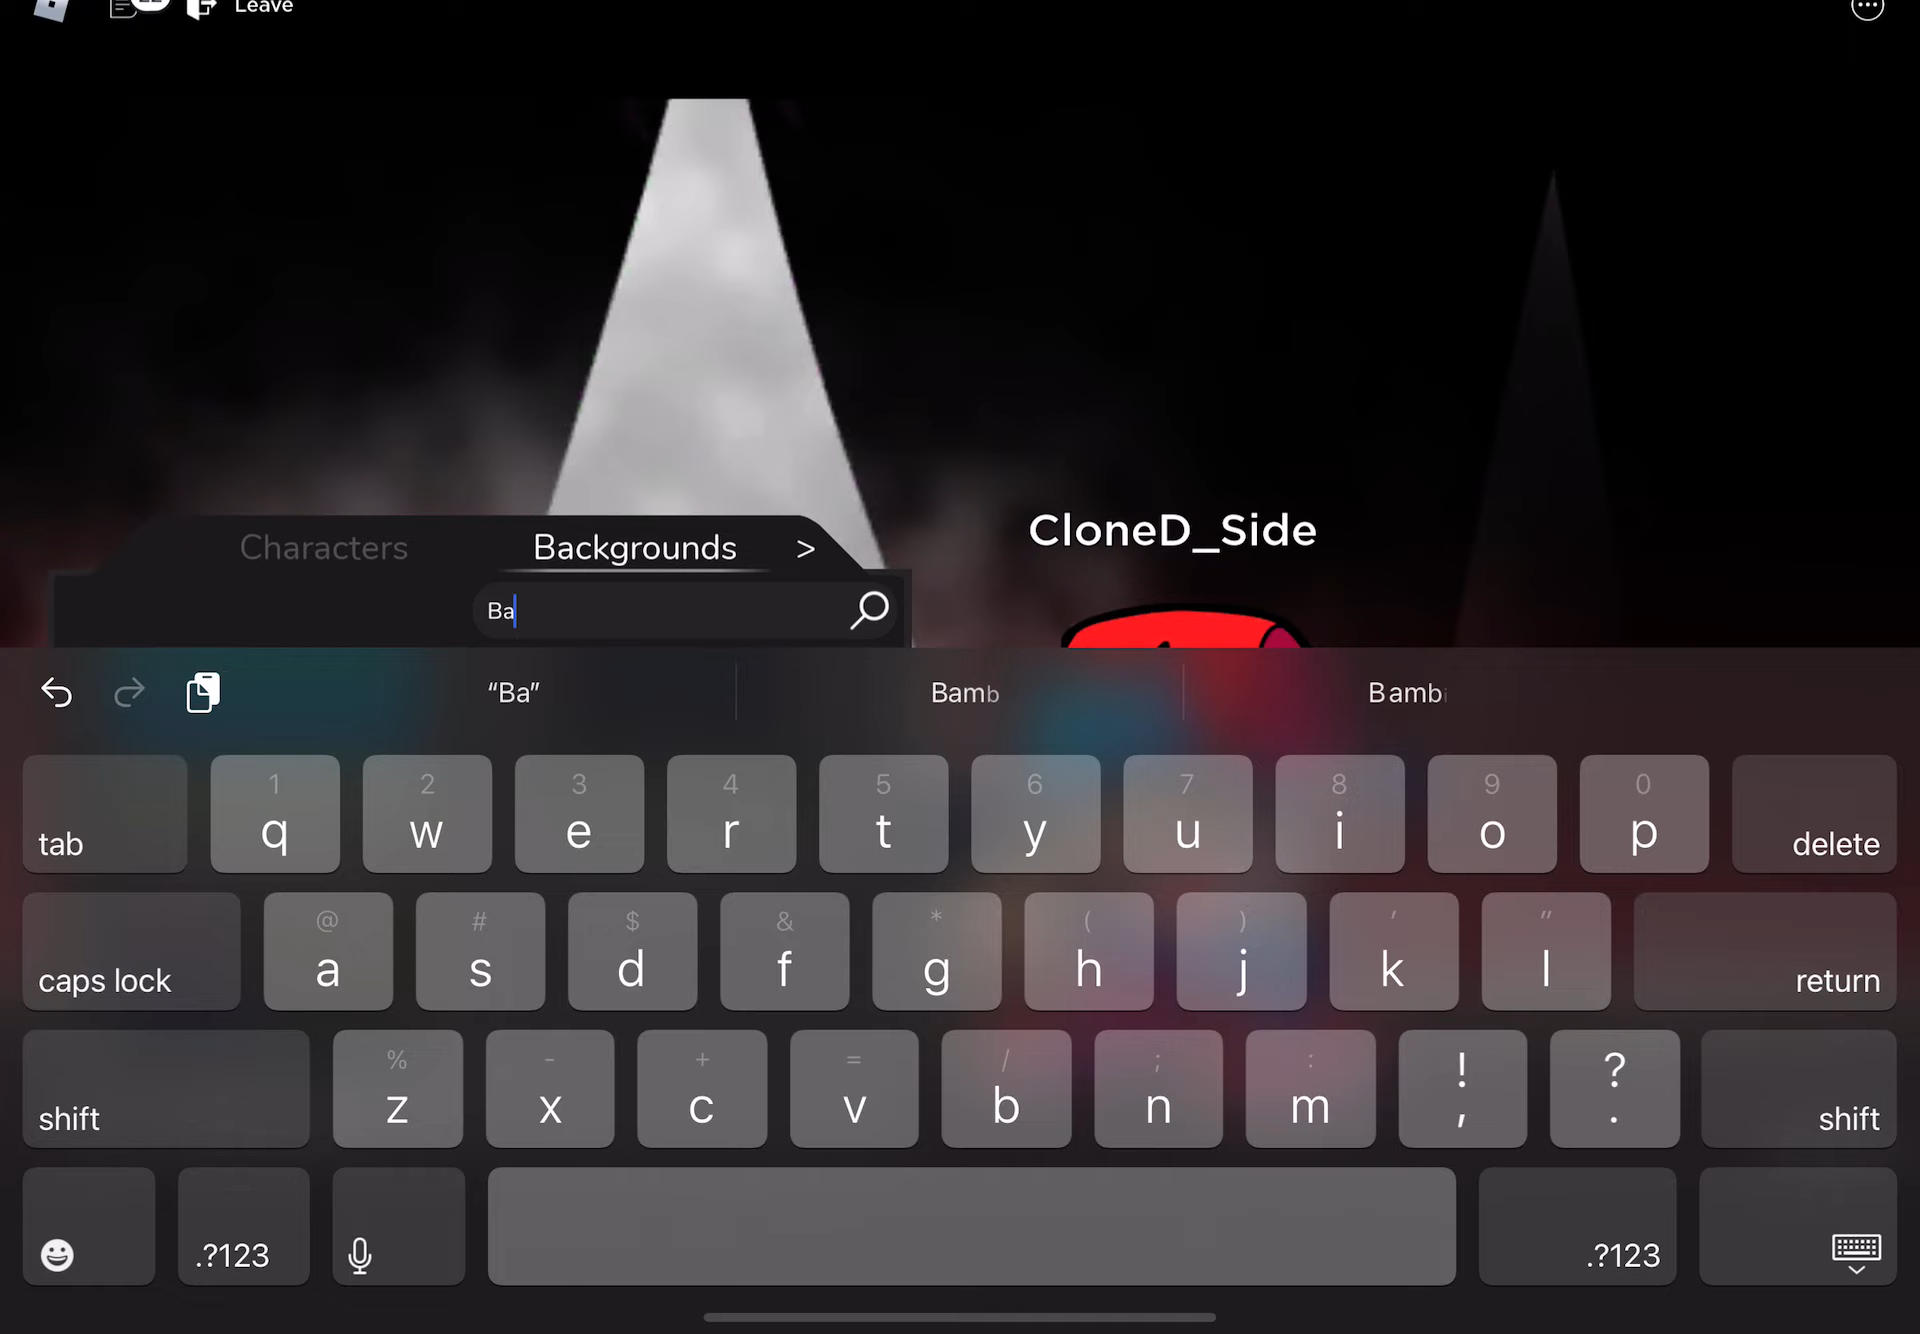 Leave
CloneD_Side
Characters Backgrounds >
Ba
“Ba” Bamb Bambi
1 2 3 4 5 6 7 8 9 0
tab q w e r t y u i o p delete
@ # $ & * ( ) ' "
caps lock a s d f g h j k l return
% - + = / ; : ! ?
shift z x c v b n m , . shift
.?123 .?123